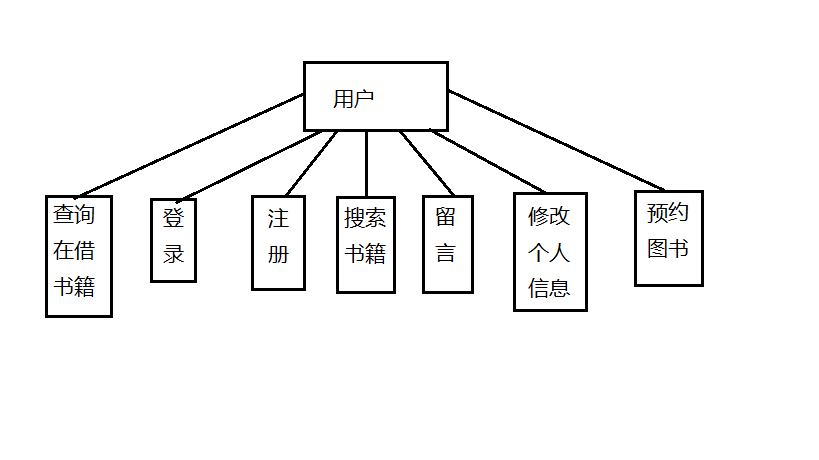 用户
查询
在借
书籍
登
录
注
册
搜索
书籍
留
言
修改
个人
信息
预约
图书